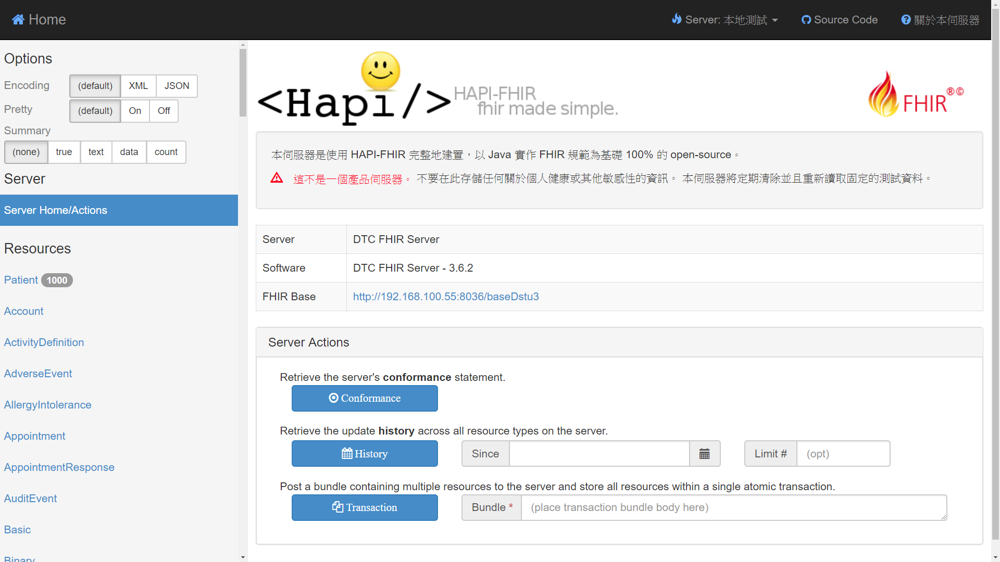 Home
Server: 本地測試
Source Code
關於本伺服器
Options
Encoding
(default)
XML
JSON
Pretty
(default)
On
Off
Summary
(none)
true
text
data
count
Server
Server Home/Actions
Resources
Patient 1000
Account
ActivityDefinition
AdverseEvent
AllergyIntolerance
Appointment
AppointmentResponse
AuditEvent
Basic
Binary
<Hapi/>
HAPI-FHIR
fhir made simple.
FHIR®©
本伺服器是使用 HAPI-FHIR 完整地建置，以 Java 實作 FHIR 規範為基礎 100% 的 open-source。
這不是一個產品伺服器。 不要在此存儲任何關於個人健康或其他敏感性的資訊。 本伺服器將定期清除並且重新讀取固定的測試資料。
Server DTC FHIR Server
Software DTC FHIR Server - 3.6.2
FHIR Base http://192.168.100.55:8036/baseDstu3
Server Actions
Retrieve the server's conformance statement.
Conformance
Retrieve the update history across all resource types on the server.
History
Since
Limit #
(opt)
Post a bundle containing multiple resources to the server and store all resources within a single atomic transaction.
Transaction
Bundle *
(place transaction bundle body here)